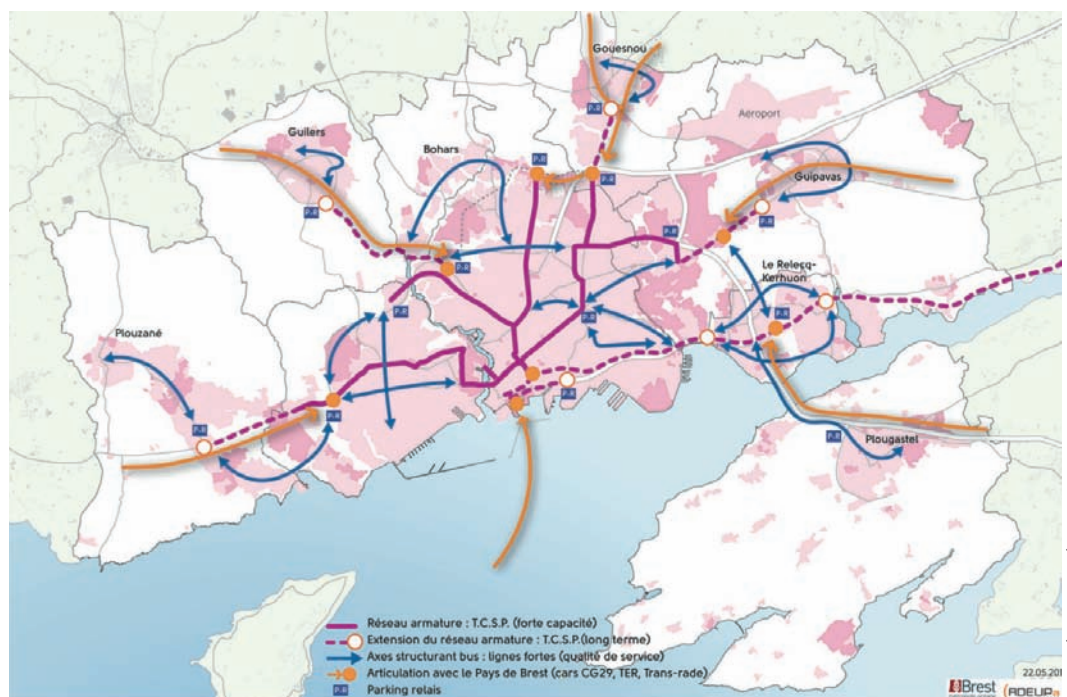 Gouesnou
P+R
Aéroport
Guilers
Bohars
P+R
P+R
Guipavas
P+R
P+R
P+R
P+R
Le Relecq-
Kerhuon
P+R
P+R
P+R
Plouzané
P+R
P+R
P+R
P+R
Plougastel
Réseau armature : T.C.S.P. (forte capacité)
Extension du réseau armature : T.C.S.P.(long terme)
Axes structurant bus : lignes fortes (qualité de service)
Articulation avec le Pays de Brest (cars CG29, TER, Trans-rade)
P+R Parking relais
22.05.201
Brest
ADEUPa